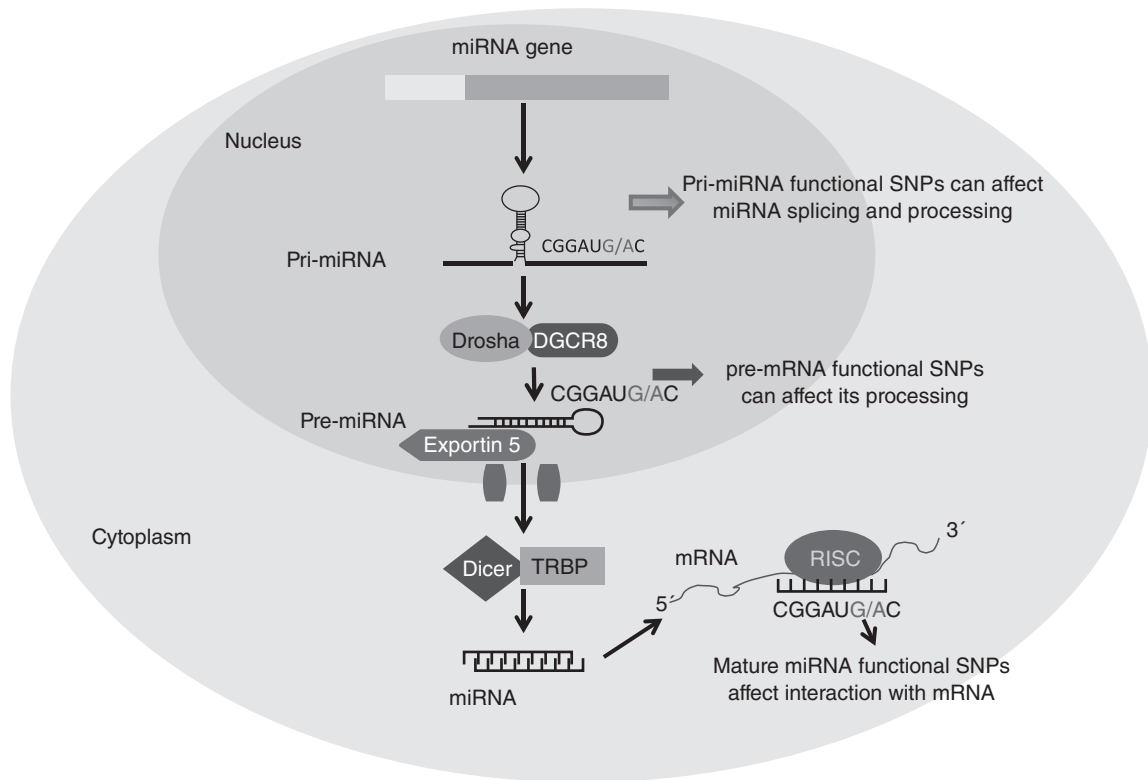 miRNA gene
Nucleus
Pri-miRNA functional SNPs can affect
miRNA splicing and processing
CGGAUG/AC
Pri-miRNA
Drosha
DGCR8
pre-mRNA functional SNPs
can affect its processing
CGGAUG/AC
Pre-miRNA
Exportin 5
Cytoplasm
Dicer
TRBP
mRNA
RISC
3´
5´
CGGAUG/AC
miRNA
Mature miRNA functional SNPs
affect interaction with mRNA